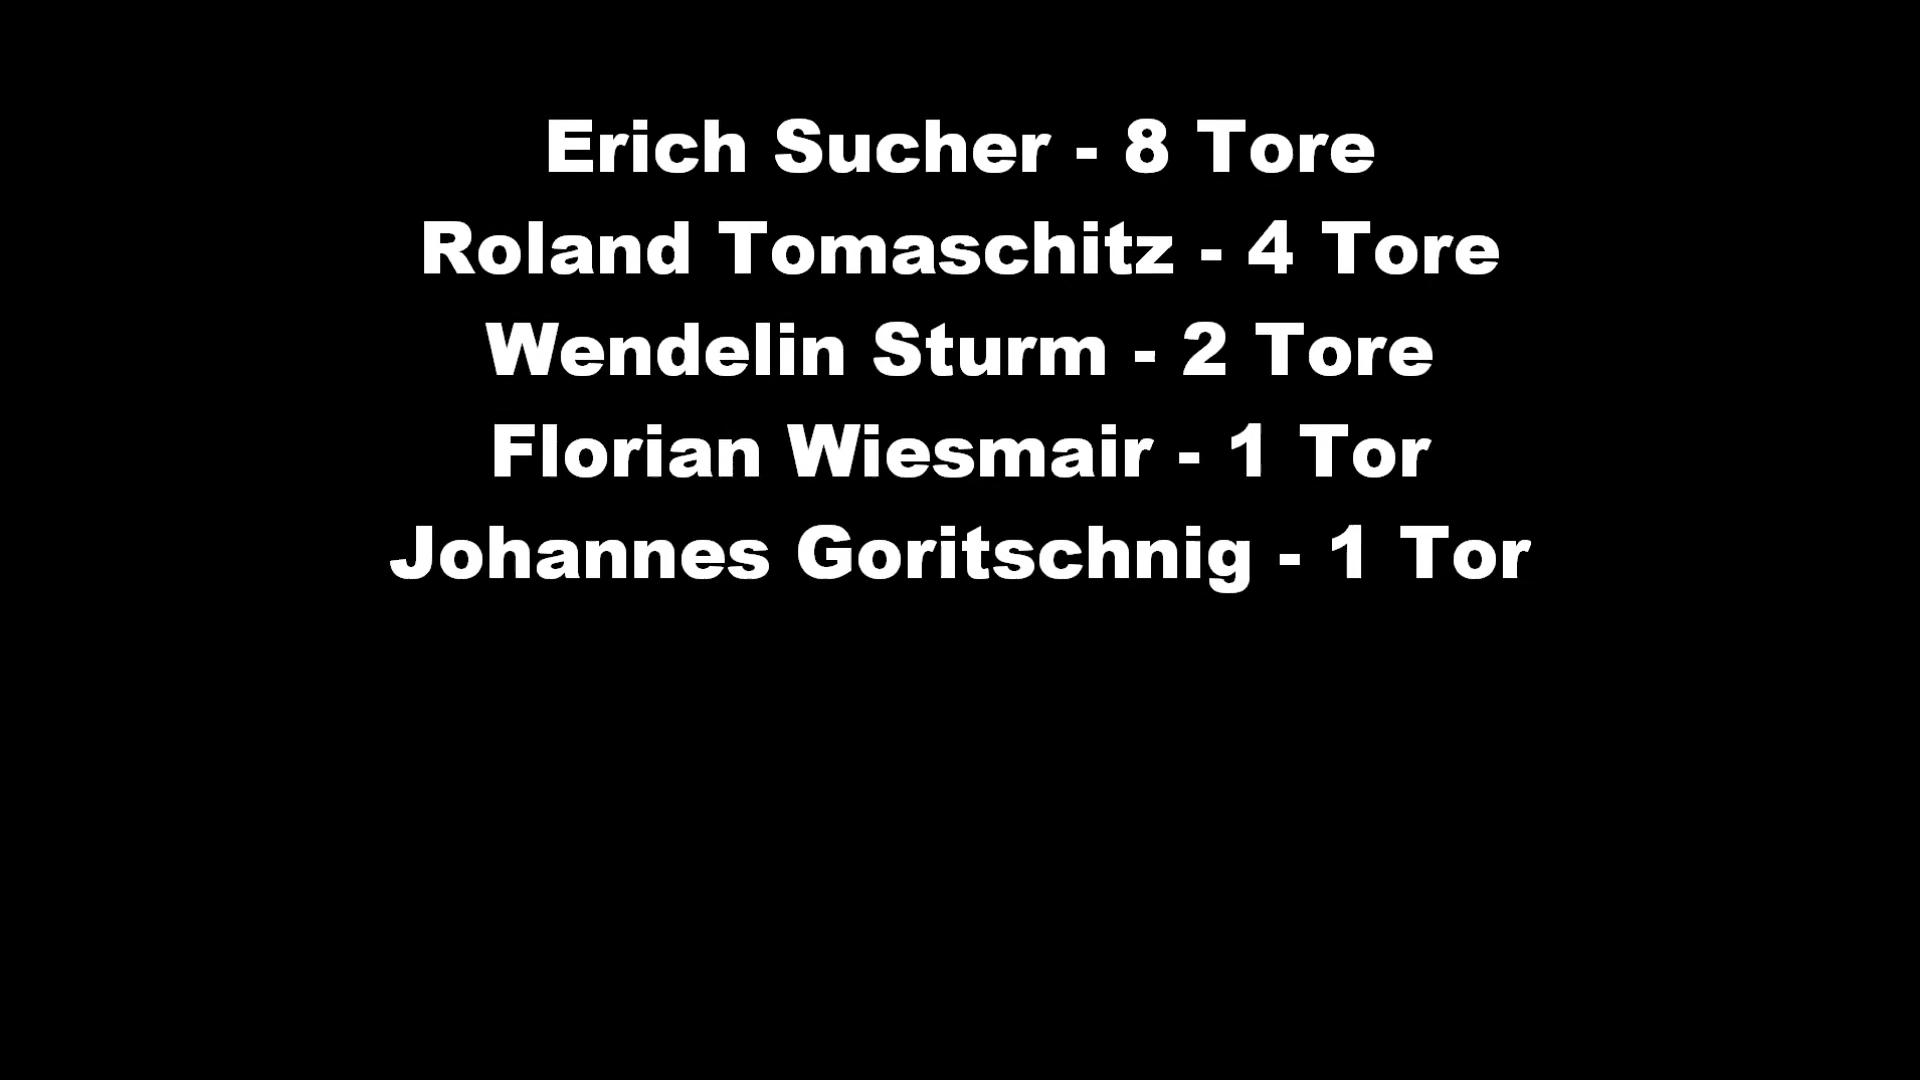 Erich Sucher - 8 Tore
Roland Tomaschitz - 4 Tore
Wendelin Sturm - 2 Tore
Florian Wiesmair - 1 Tor
Johannes Goritschnig - 1 Tor